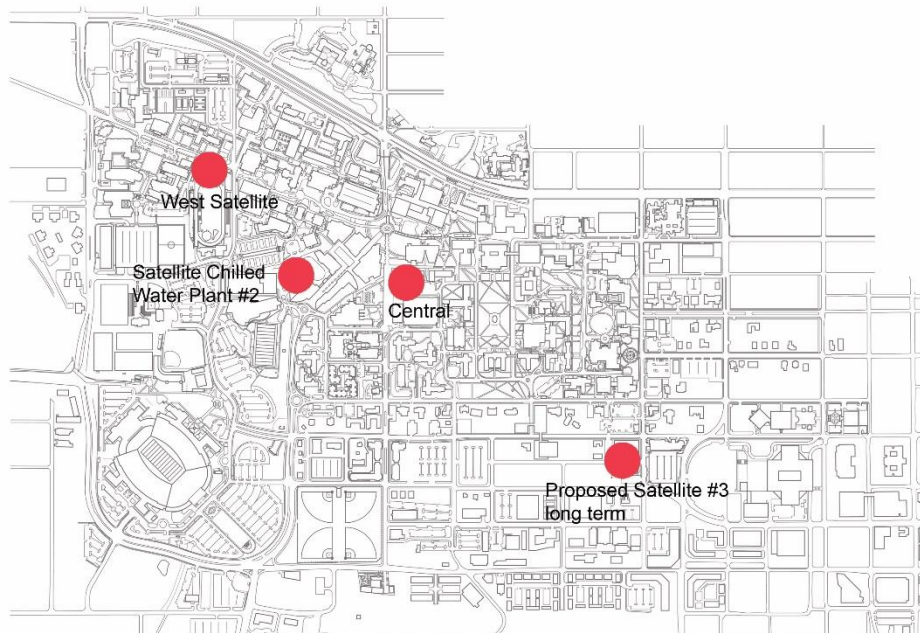 West Satellite
Satellite Chilled
Water Plant #2
Central
Proposed Satellite #3
long term